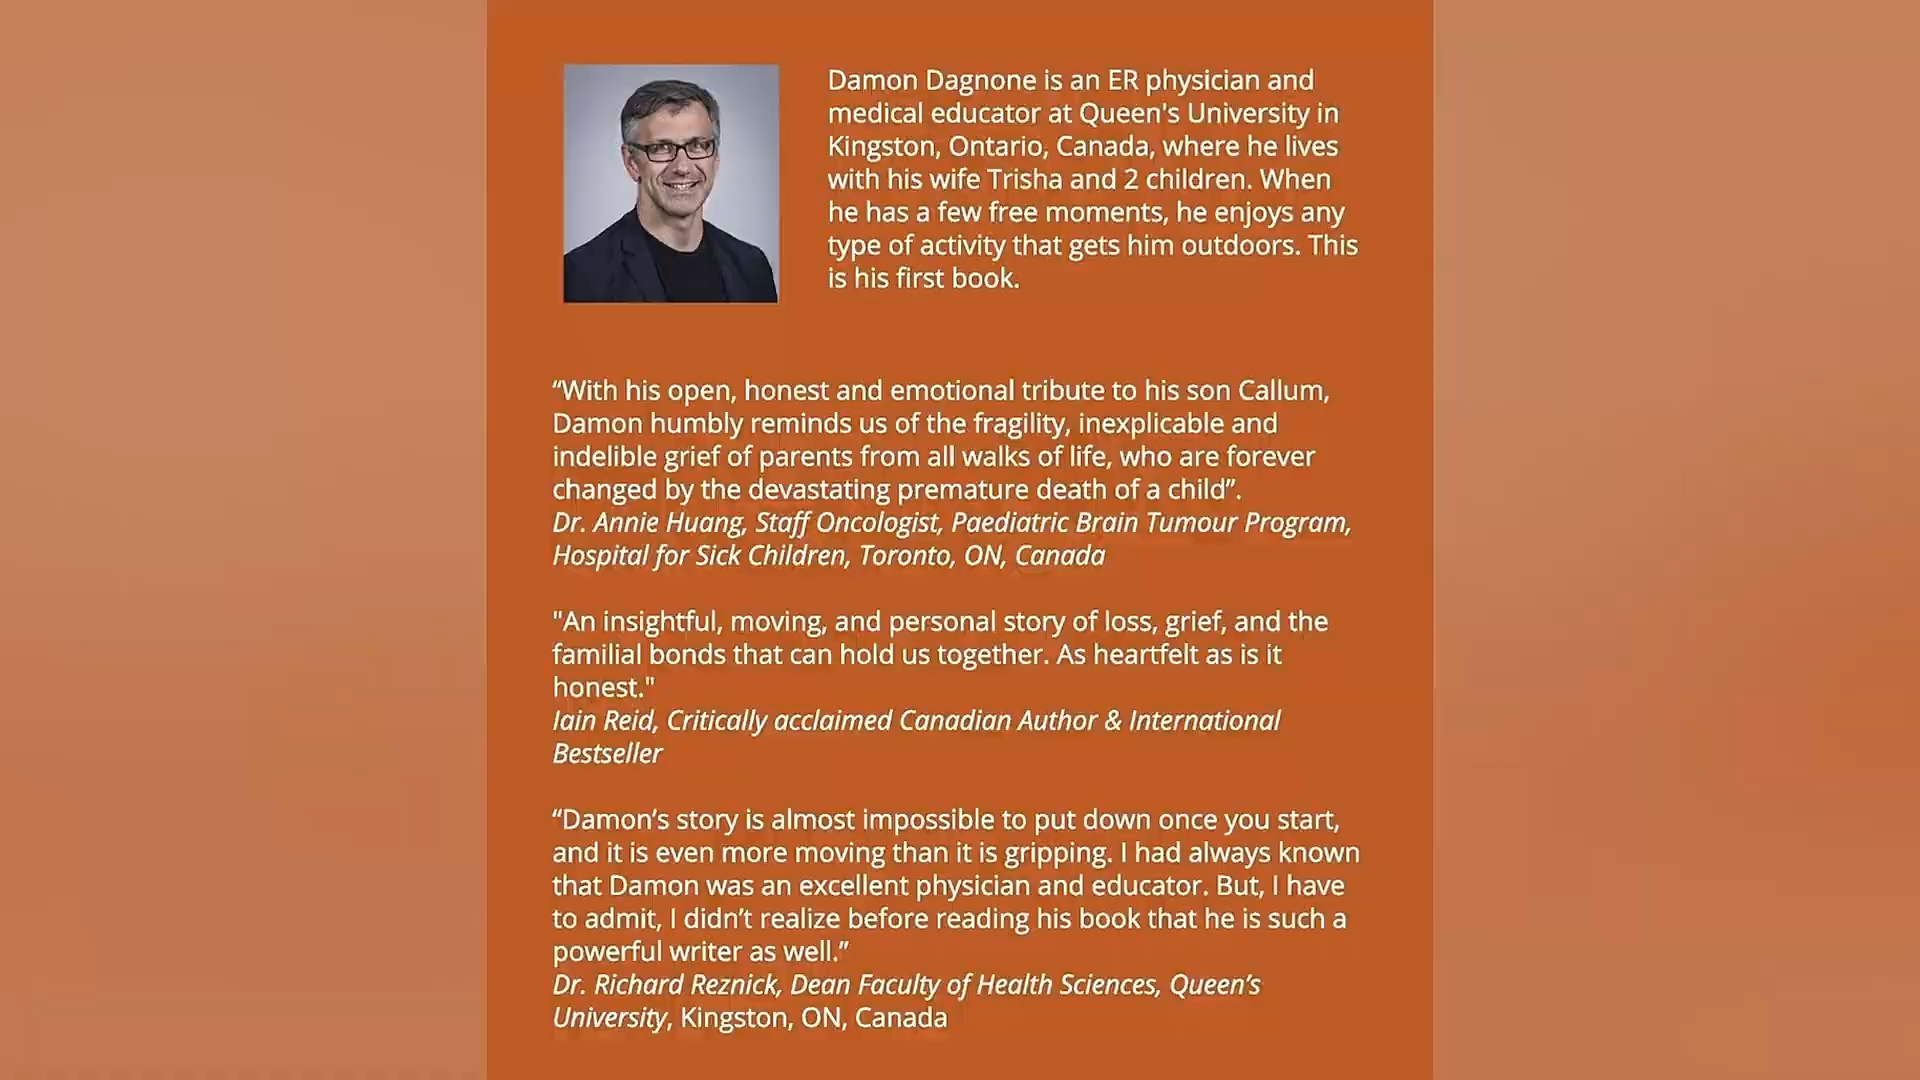 Damon Dagnone is an ER physician and
medical educator at Queen's University in
Kingston, Ontario, Canada, where he lives
with his wife Trisha and 2 children. When
he has a few free moments, he enjoys any
type of activity that gets him outdoors. This
is his first book.
“With his open, honest and emotional tribute to his son Callum,
Damon humbly reminds us of the fragility, inexplicable and
indelible grief of parents from all walks of life, who are forever
changed by the devastating premature death of a child”.
Dr. Annie Huang, Staff Oncologist, Paediatric Brain Tumour Program,
Hospital for Sick Children, Toronto, ON, Canada
"An insightful, moving, and personal story of loss, grief, and the
familial bonds that can hold us together. As heartfelt as is it
honest."
Iain Reid, Critically acclaimed Canadian Author & International
Bestseller
“Damon’s story is almost impossible to put down once you start,
and it is even more moving than it is gripping. I had always known
that Damon was an excellent physician and educator. But, I have
to admit, I didn’t realize before reading his book that he is such a
powerful writer as well.”
Dr. Richard Reznick, Dean Faculty of Health Sciences, Queen’s
University, Kingston, ON, Canada